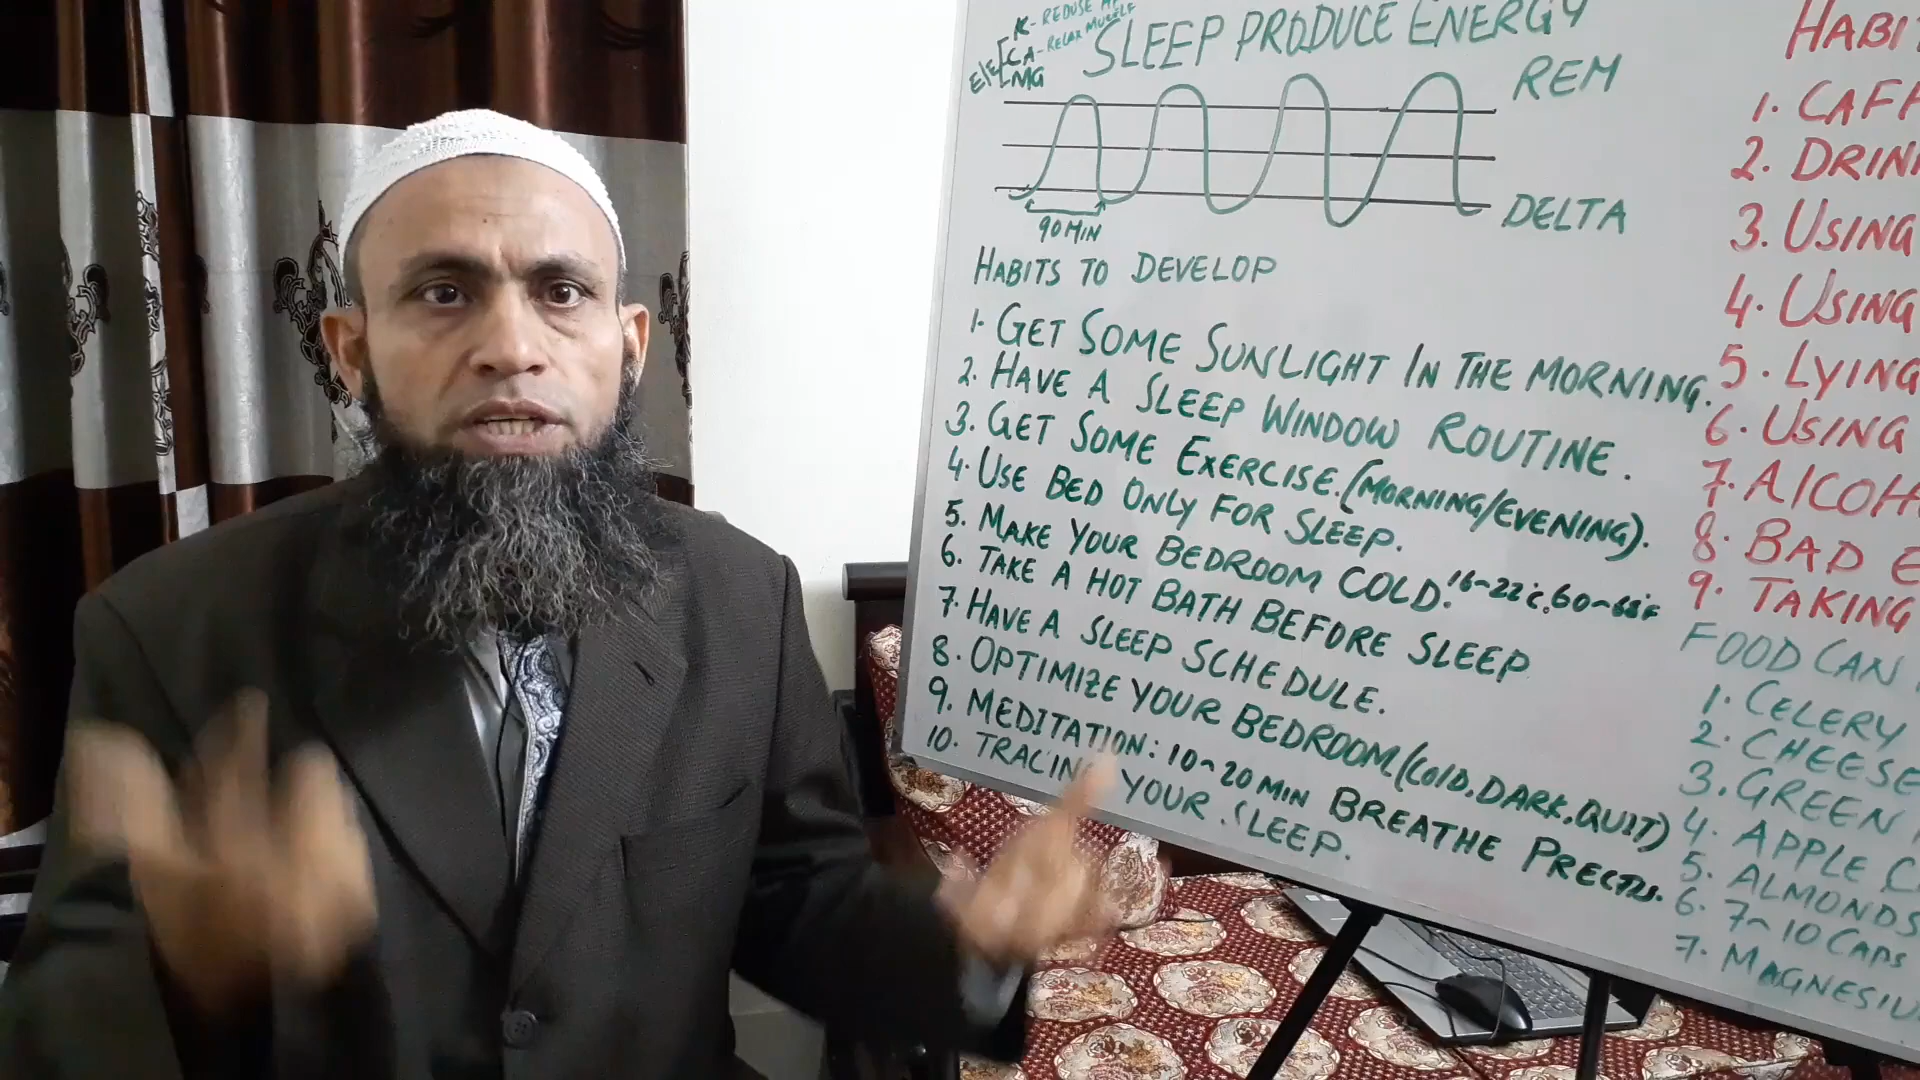 K - REDUSE
CA - RELAX MUSCLE
MG
E/E
SLEEP PRODUCE ENERGY
REM
DELTA
90 MIN
HABITS TO DEVELOP
1. GET SOME SUNLIGHT IN THE MORNING.
2. HAVE A SLEEP WINDOW ROUTINE.
3. GET SOME EXERCISE. (MORNING/EVENING).
4. USE BED ONLY FOR SLEEP.
5. MAKE YOUR BEDROOM COLD. 16~22°C, 60~68°F
6. TAKE A HOT BATH BEFORE SLEEP
7. HAVE A SLEEP SCHEDULE.
8. OPTIMIZE YOUR BEDROOM (COLD, DARK, QUIT)
9. MEDITATION: 10~20 MIN BREATHE
10. TRACING YOUR SLEEP.
HABI
1. CAFF
2. DRIN
3. USING
4. USING
5. LYING
6. USING
7. AlCOH
8. BAD E
9. TAKING
FOOD CAN
1. CELERY
2. CHEESE
3. GREEN
4. APPLE C
5. ALMONDS
6. 7~10 CAPS
7. MAGNESIU